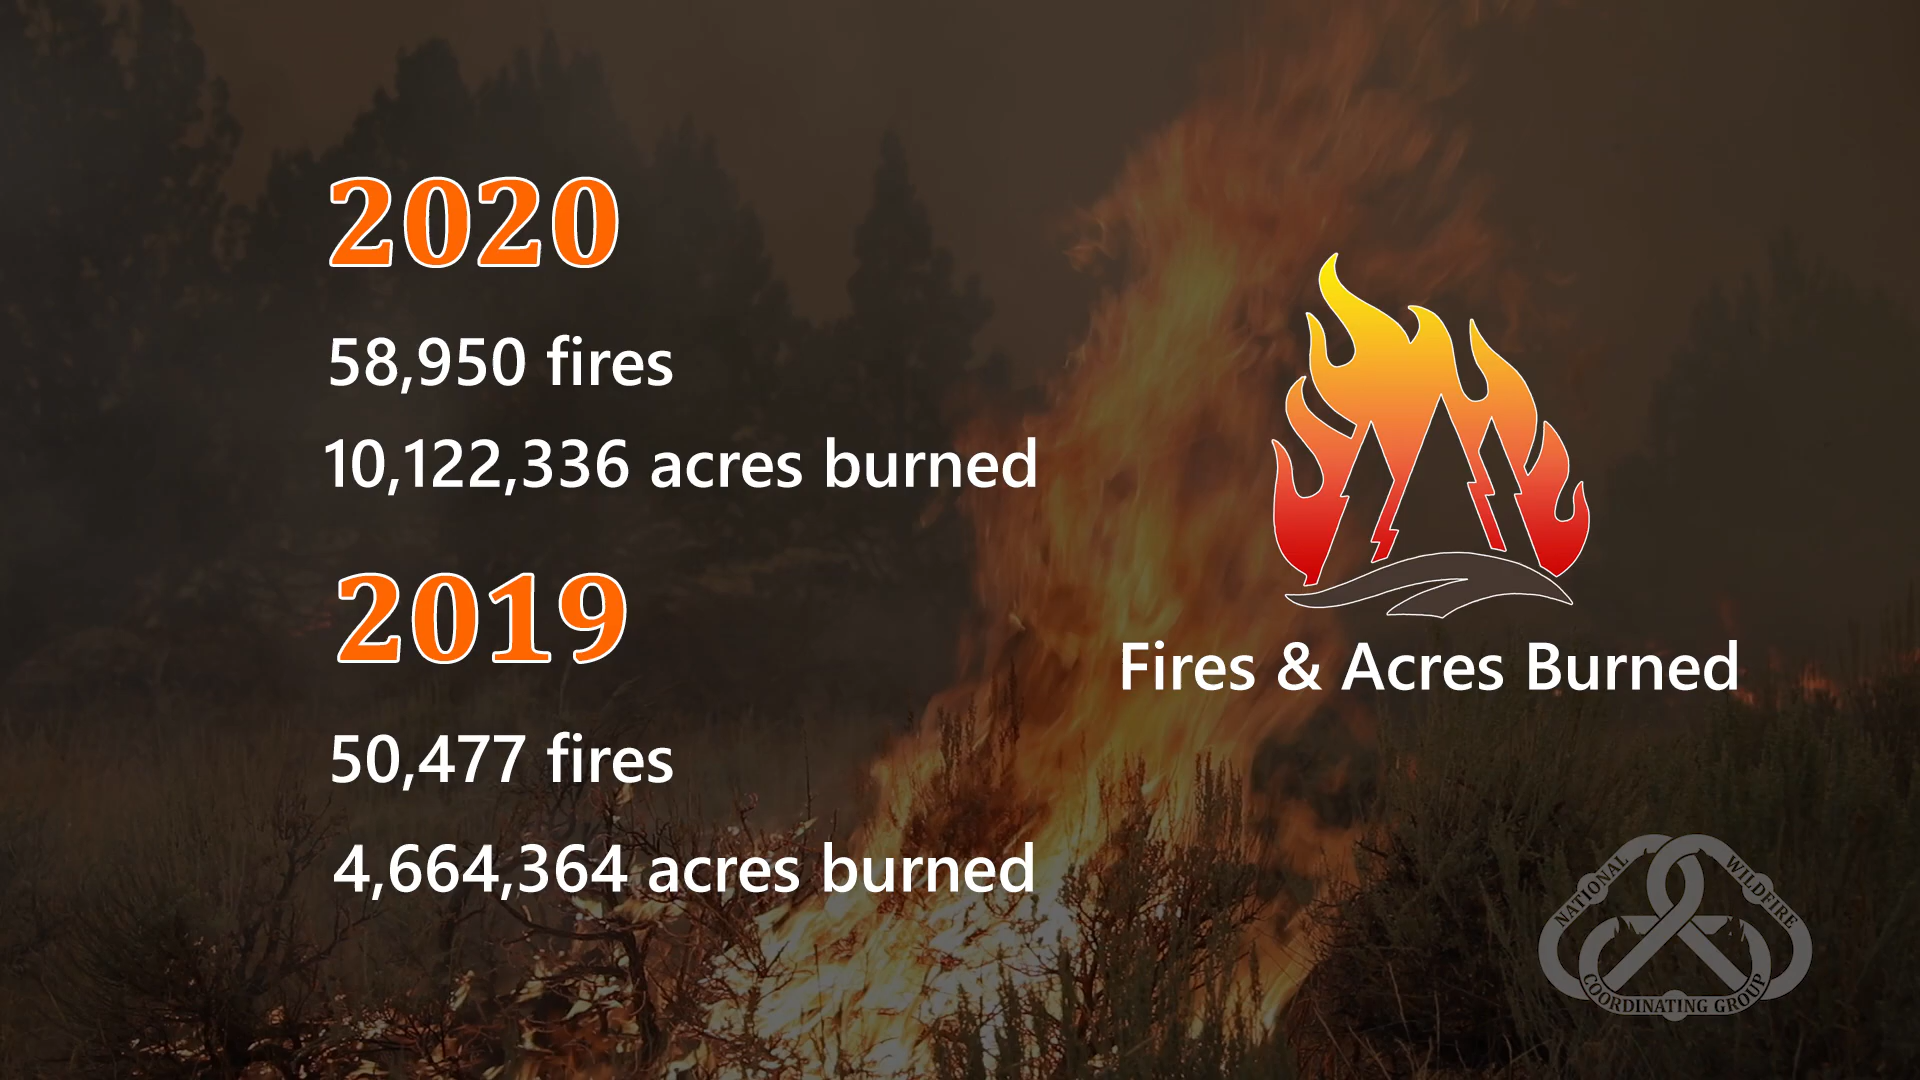 2020
58,950 fires
10,122,336 acres burned
2019
50,477 fires
4,664,364 acres burned
Fires & Acres Burned
NATIONAL WILDFIRE
COORDINATING GROUP